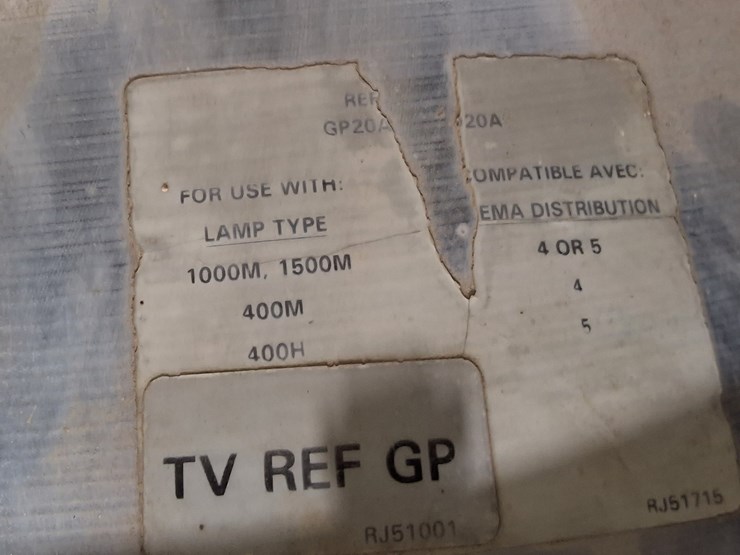 REF
GP20A 20A
FOR USE WITH: COMPATIBLE AVEC:
LAMP TYPE EMA DISTRIBUTION
1000M, 1500M 4 OR 5
400M 4
400H 5
TV REF GP
RJ51001
RJ51715